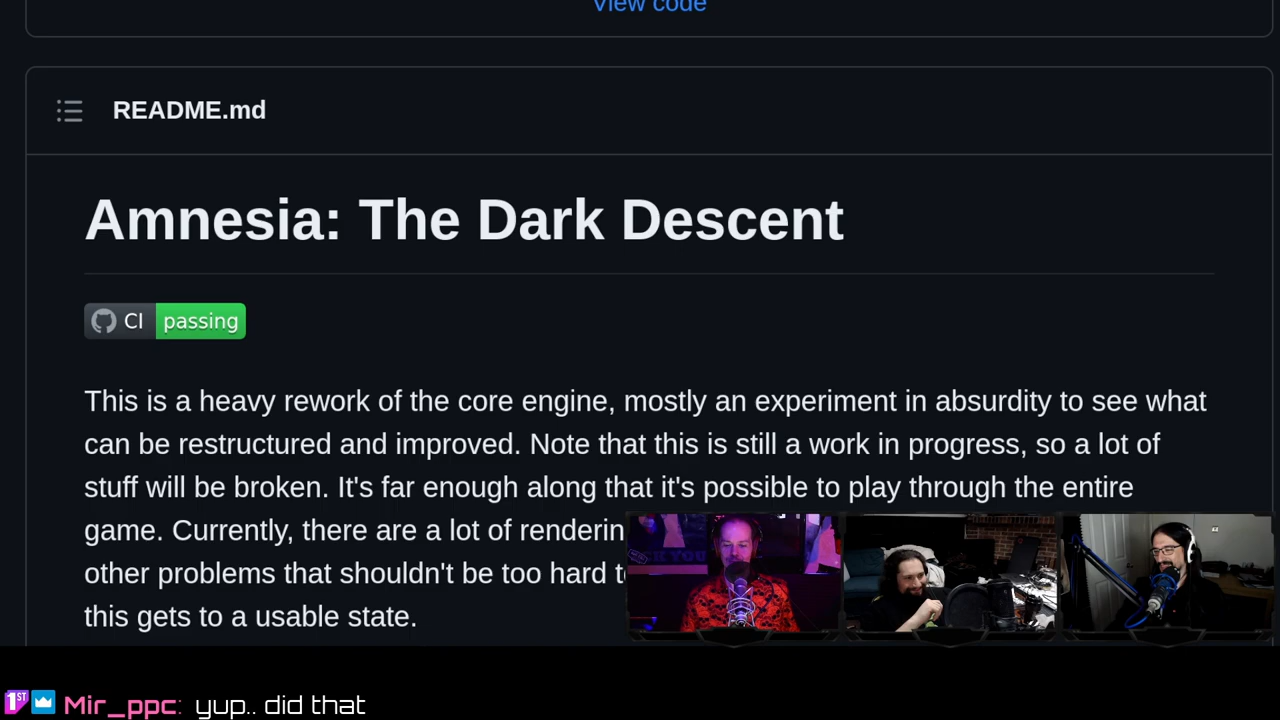 View code
README.md
Amnesia: The Dark Descent
CI passing
This is a heavy rework of the core engine, mostly an experiment in absurdity to see what
can be restructured and improved. Note that this is still a work in progress, so a lot of
stuff will be broken. It's far enough along that it's possible to play through the entire
game. Currently, there are a lot of renderin
other problems that shouldn't be too hard t
this gets to a usable state.
1ST Mir_ppc: yup.. did that